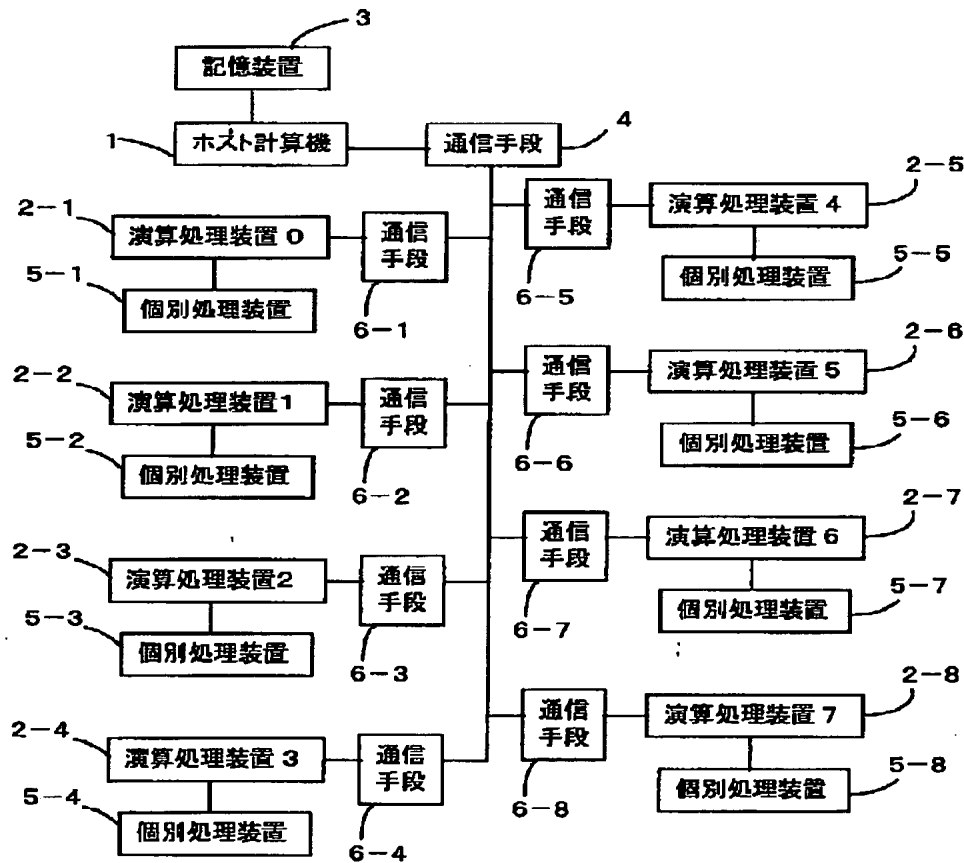 3
記憶装置
1
ホスト計算機
通信手段
4
2-1
演算処理装置 0
通信
手段
5-1
個別処理装置
6-1
2-2
演算処理装置1
通信
手段
5-2
個別処理装置
6-2
2-3
演算処理装置2
通信
手段
5-3
個別処理装置
6-3
2-4
演算処理装置 3
通信
手段
5-4
個別処理装置
6-4
通信
手段
演算処理装置 4
2-5
6-5
個別処理装置
5-5
通信
手段
演算処理装置 5
2-6
6-6
個別処理装置
5-6
通信
手段
演算処理装置 6
2-7
6-7
個別処理装置
5-7
通信
手段
演算処理装置 7
2-8
6-8
個別処理装置
5-8